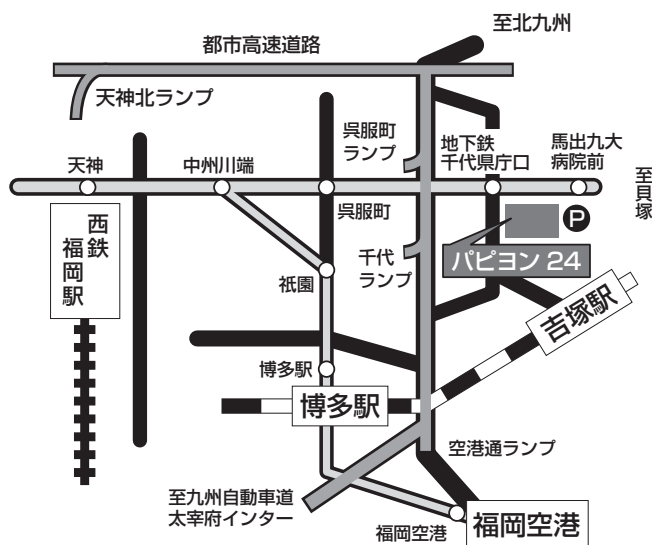 至北九州
都市高速道路
天神北ランプ
呉服町
ランプ
地下鉄
千代県庁口
馬出九大
病院前
天神
中州川端
至貝塚
呉服町
西鉄
福岡駅
P
千代
ランプ
パピヨン 24
祇園
吉塚駅
博多駅
博多駅
空港通ランプ
至九州自動車道
太宰府インター
福岡空港
福岡空港